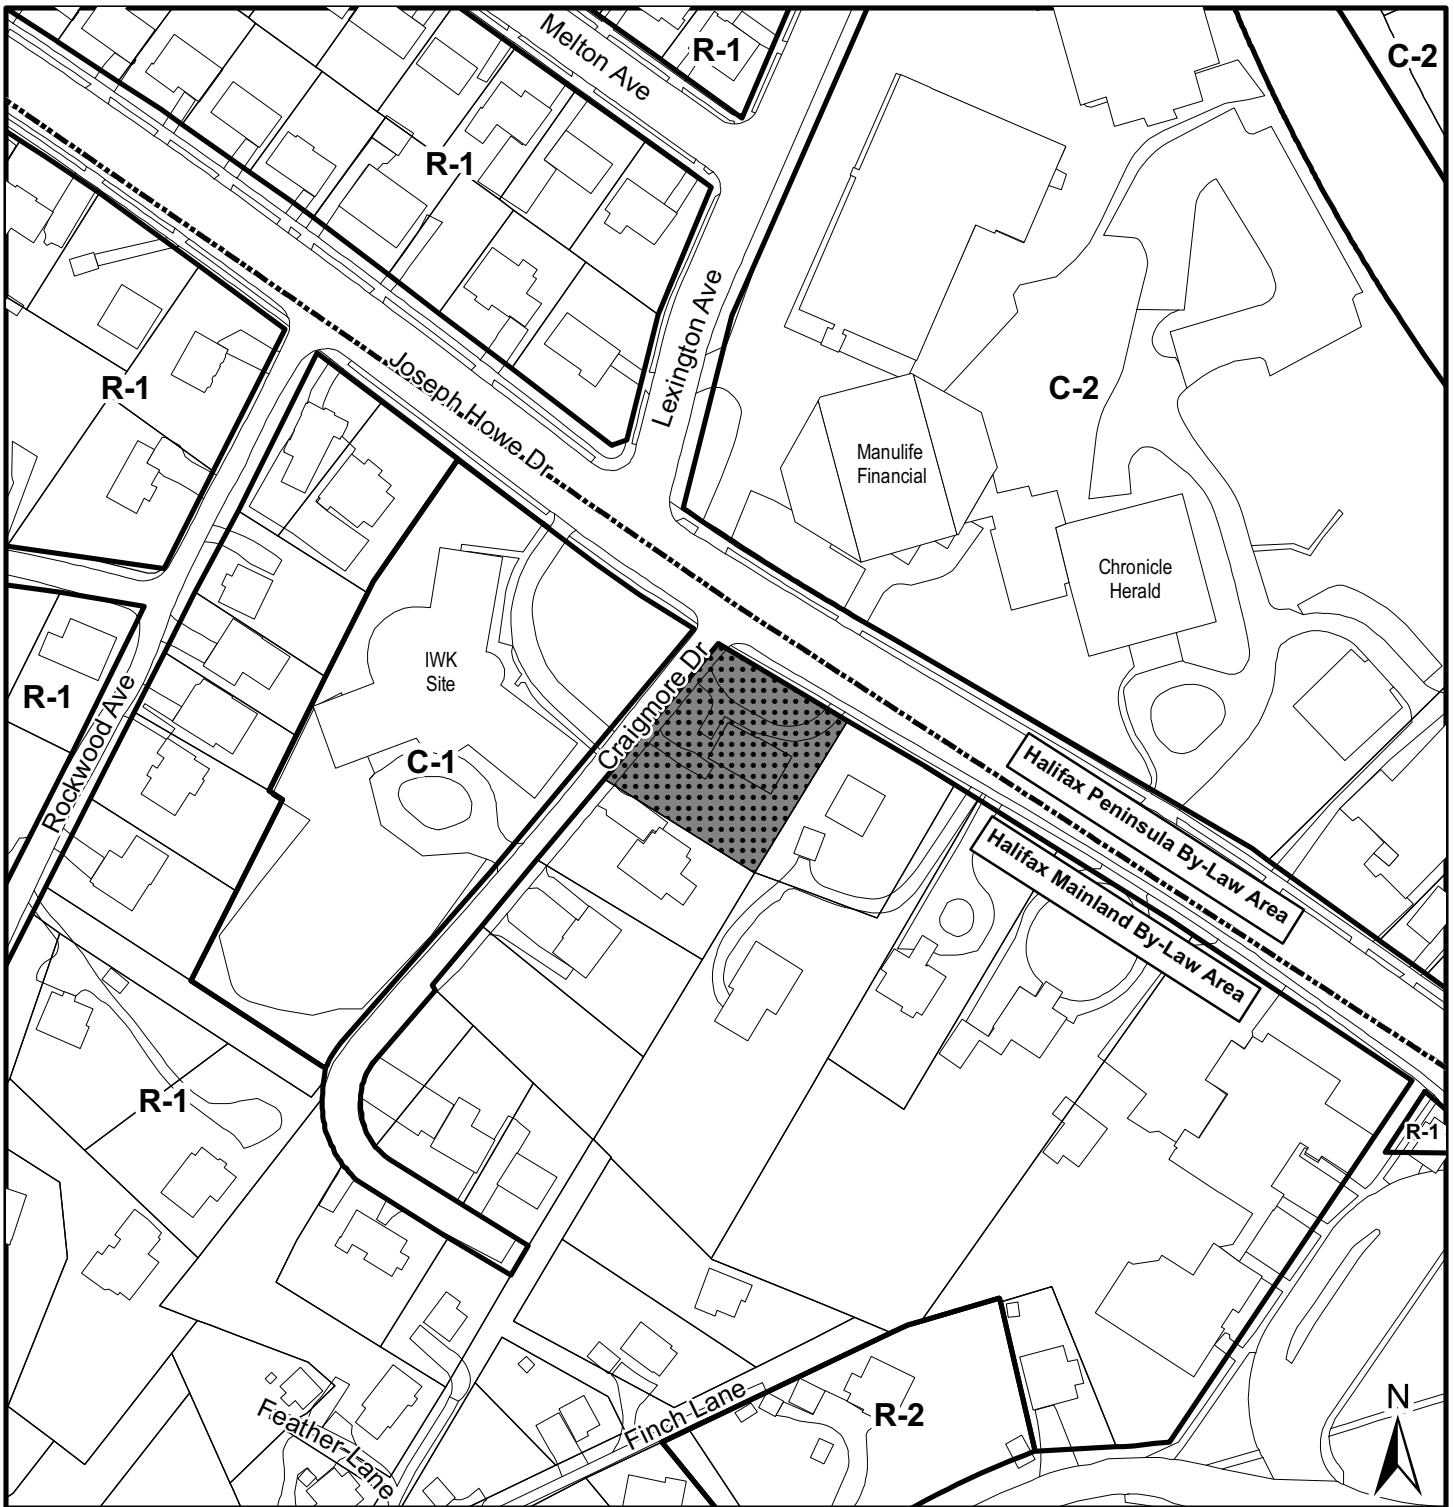 Melton Ave
R-1
C-2
R-1
Lexington Ave
Joseph Howe Dr
R-1
C-2
Manulife
Financial
Chronicle
Herald
IWK
Site
R-1
Rockwood Ave
Craigmore Dr
C-1
Halifax Peninsula By-Law Area
Halifax Mainland By-Law Area
R-1
R-1
Feather Lane
Finch Lane
R-2
N